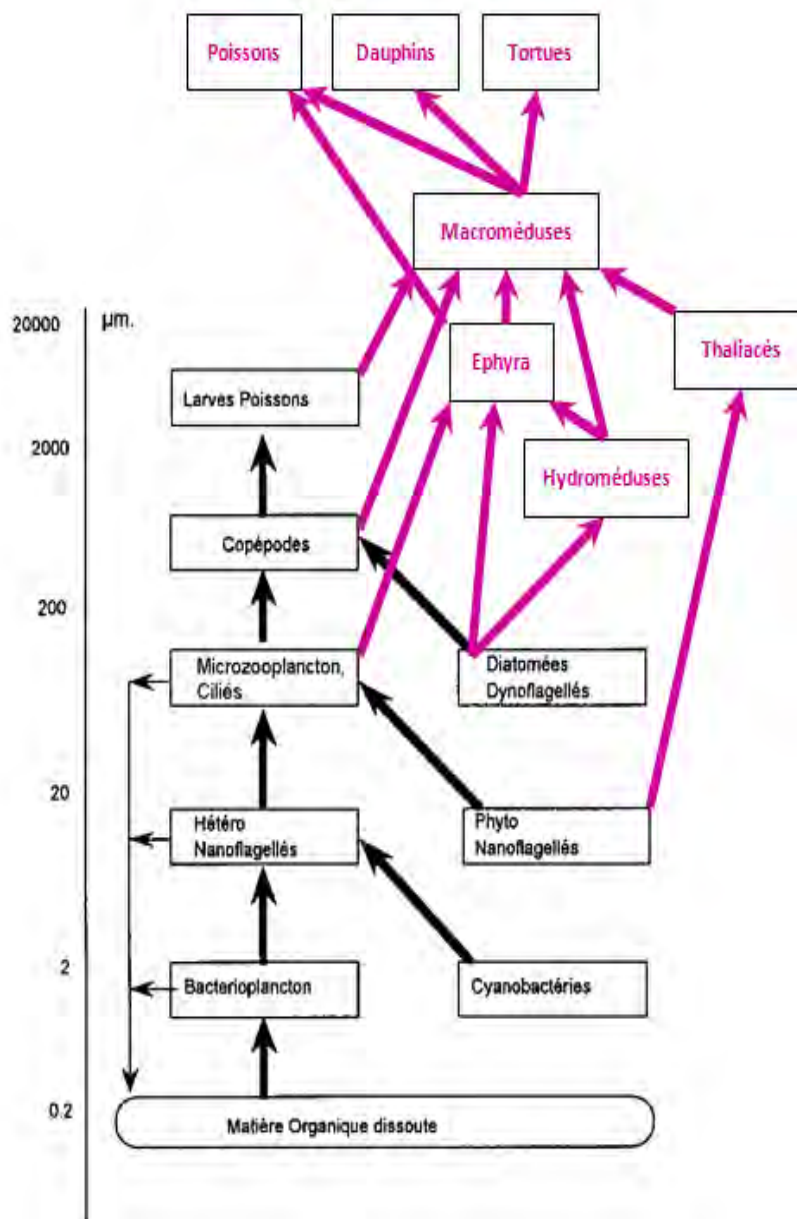 Poissons
Dauphins
Tortues
Macroméduses
20000
µm.
Ephyra
Thaliacés
Larves Poissons
2000
Hydroméduses
Copépodes
200
Microzooplancton,
Ciliés
Diatomées
Dynoflagellés
20
Hétéro
Nanoflagellés
Phyto
Nanoflagellés
2
Bacterioplancton
Cyanobactéries
0.2
Matière Organique dissoute